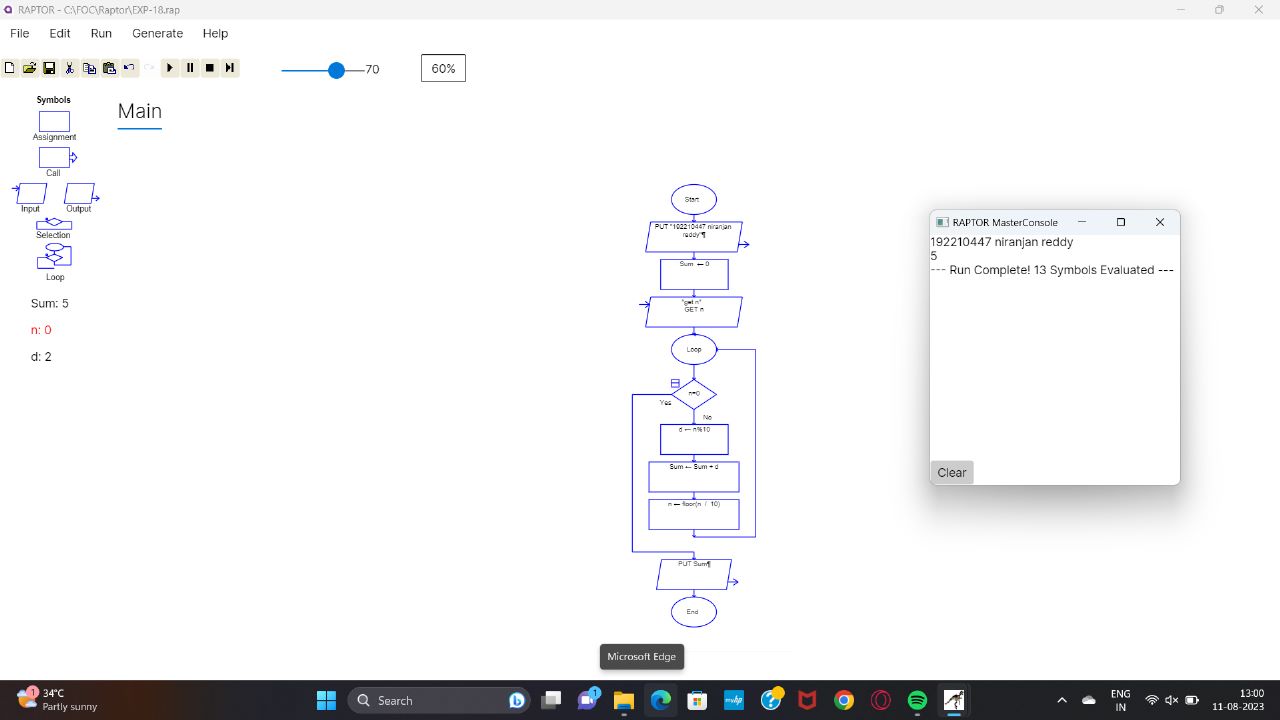 RAPTOR - C:\FOC\Raptor\EXP-18.rap
File Edit Run Generate Help
70
60%
Symbols
Assignment
Call
Input Output
Selection
Loop
Sum: 5
n: 0
d: 2
Main
Start
PUT "192210447 niranjan
reddy"¶
Sum ← 0
"get n"
GET n
Loop
n=0
Yes
No
d ← n%10
Sum ← Sum + d
n ← floor(n / 10)
PUT Sum¶
End
RAPTOR MasterConsole
192210447 niranjan reddy
5
--- Run Complete! 13 Symbols Evaluated ---
Clear
Microsoft Edge
1
34°C
Partly sunny
Search
1
myhp
ENG
IN
13:00
11-08-2023